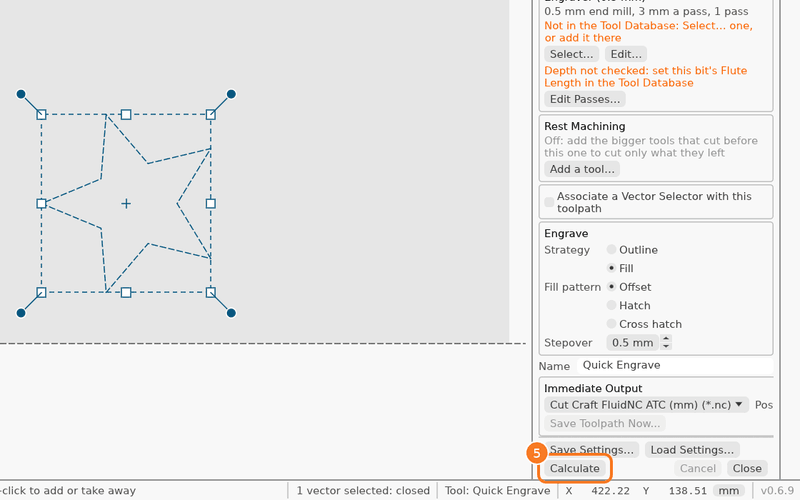 0.5 mm end mill, 3 mm a pass, 1 pass
Not in the Tool Database: Select... one,
or add it there
Select... Edit...
Depth not checked: set this bit's Flute
Length in the Tool Database
Edit Passes...
Rest Machining
Off: add the bigger tools that cut before
this one to cut only what they left
Add a tool...
Associate a Vector Selector with this
toolpath
Engrave
Strategy Outline
Fill
Fill pattern Offset
Hatch
Cross hatch
Stepover 0.5 mm
Name Quick Engrave
Immediate Output
Cut Craft FluidNC ATC (mm) (*.nc) Pos
Save Toolpath Now...
5 Save Settings... Load Settings...
Calculate Cancel Close
-click to add or take away 1 vector selected: closed Tool: Quick Engrave X 422.22 Y 138.51 mm v0.6.9